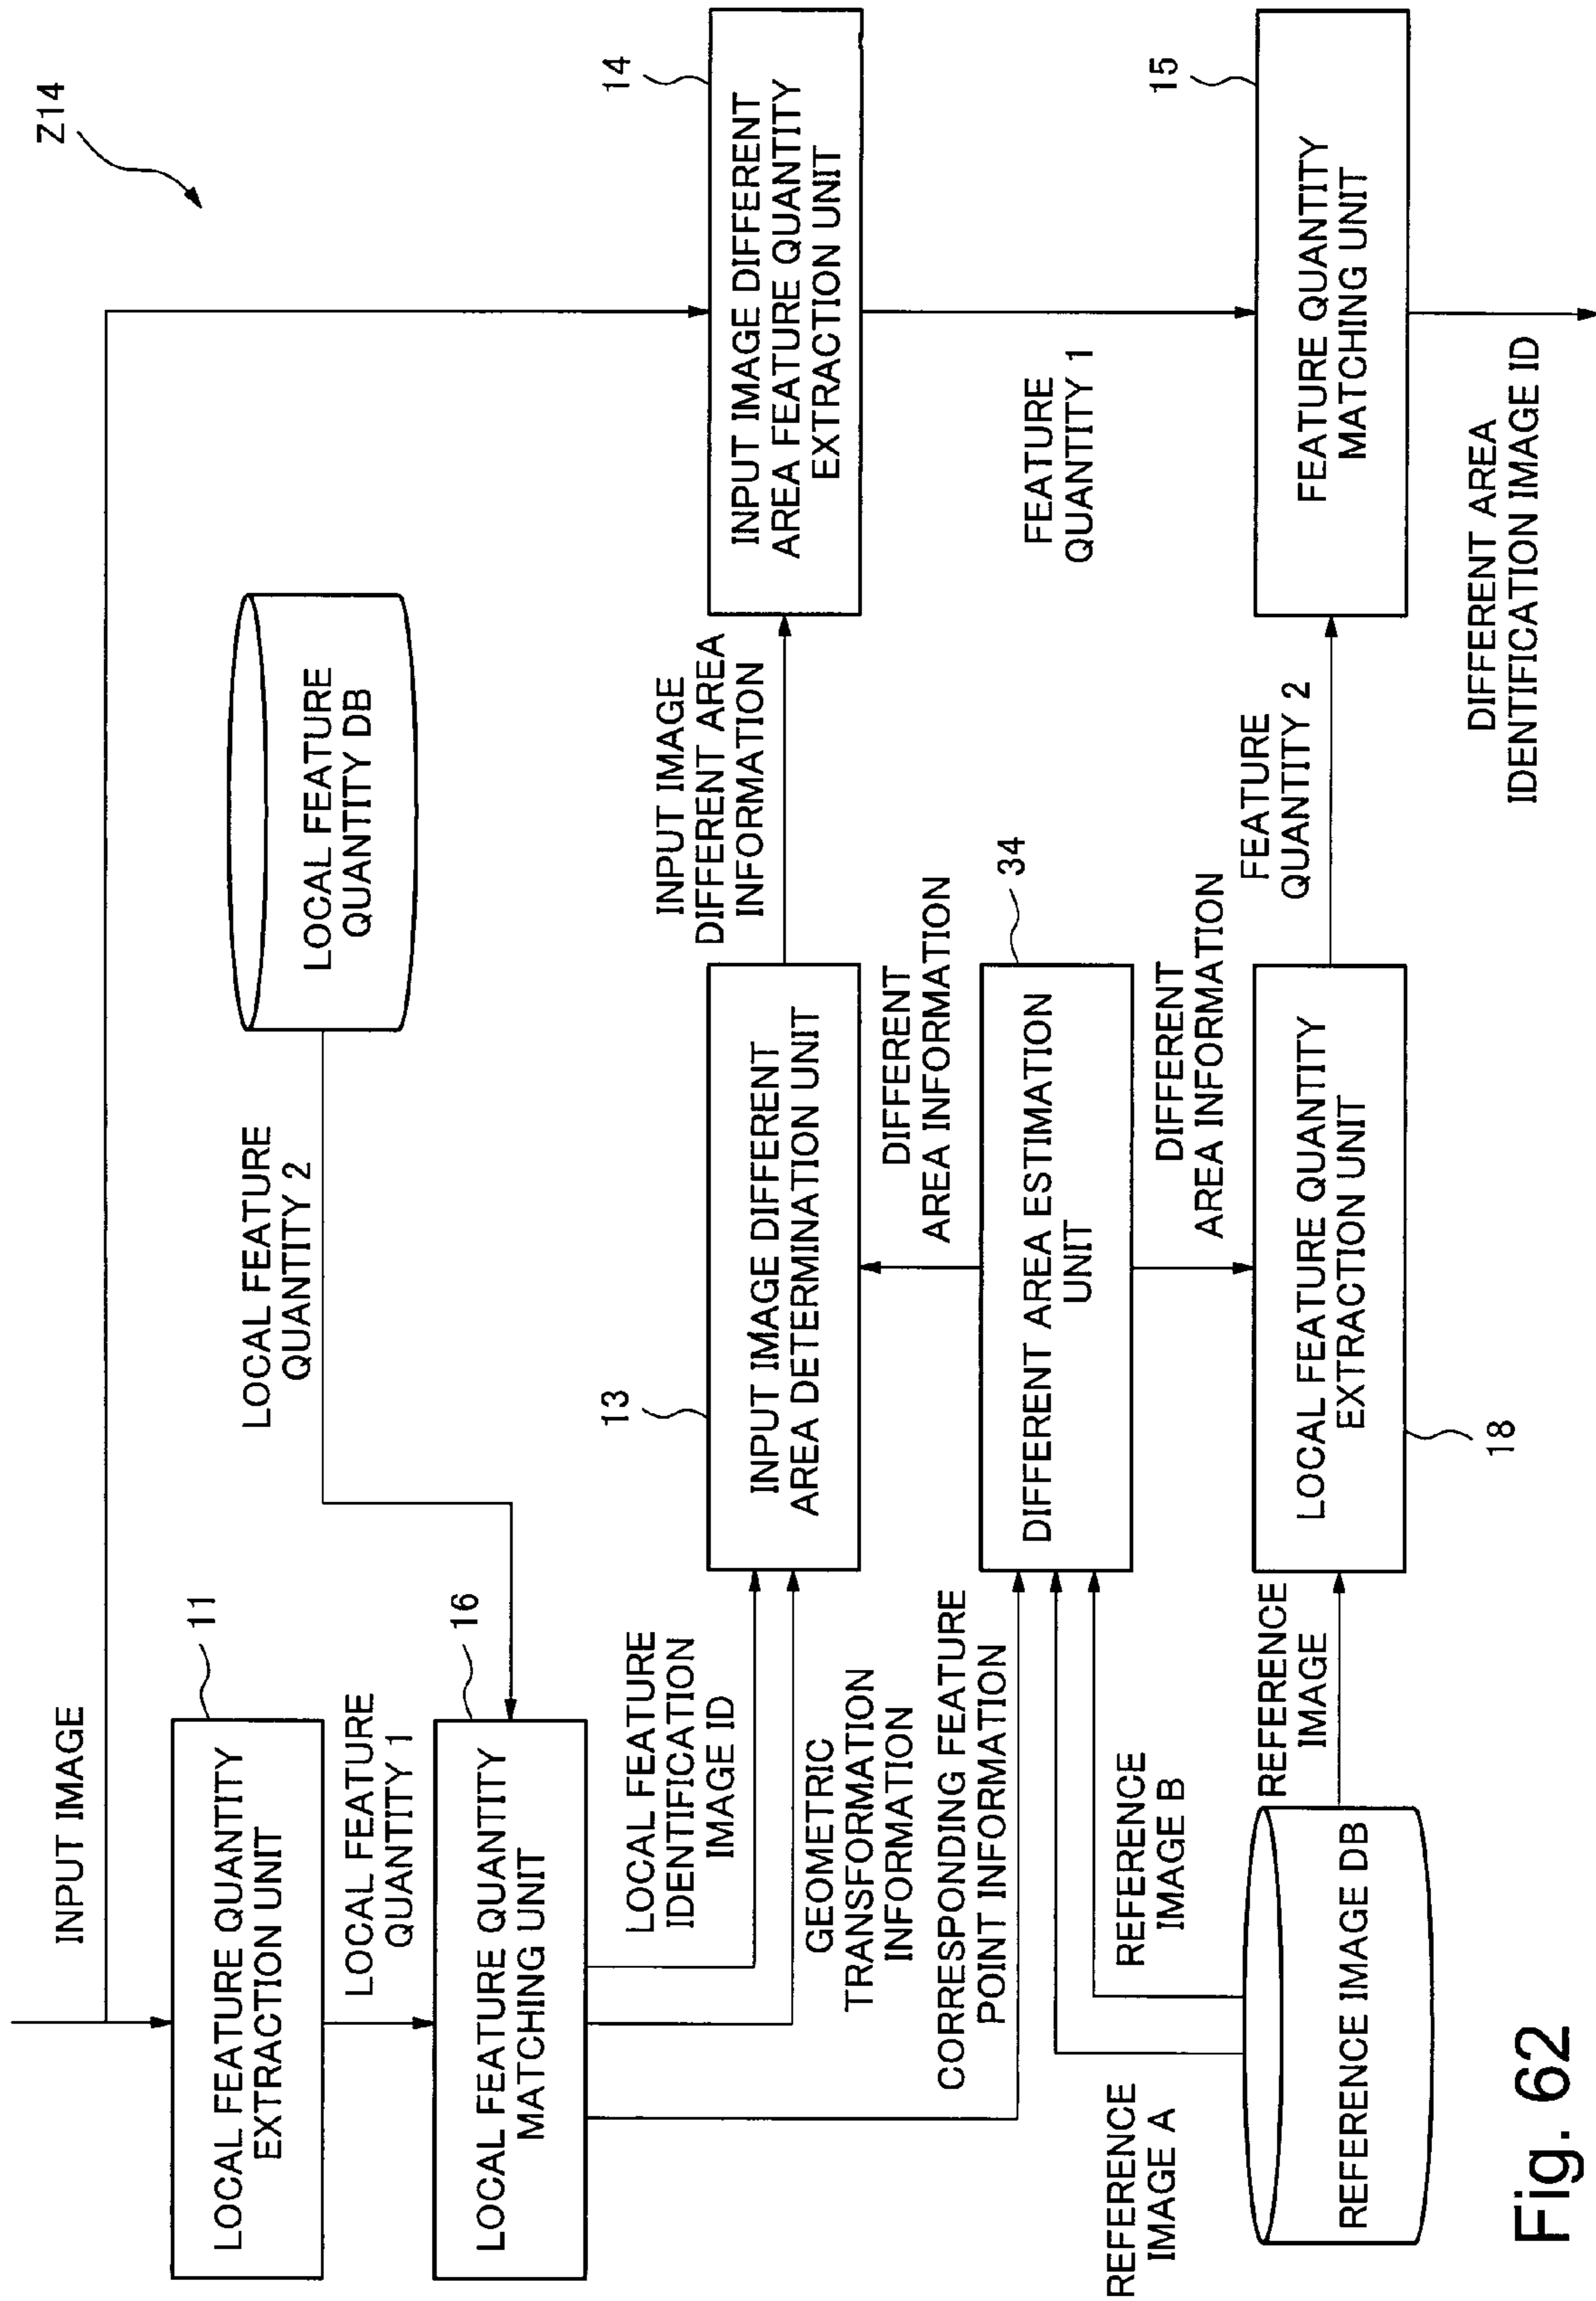 Z14
INPUT IMAGE
11
LOCAL FEATURE QUANTITY
EXTRACTION UNIT
LOCAL FEATURE
QUANTITY 1
LOCAL FEATURE
QUANTITY 2
LOCAL FEATURE
QUANTITY DB
16
LOCAL FEATURE QUANTITY
MATCHING UNIT
LOCAL FEATURE
IDENTIFICATION
IMAGE ID
GEOMETRIC
TRANSFORMATION
INFORMATION
CORRESPONDING FEATURE
POINT INFORMATION
13
INPUT IMAGE DIFFERENT
AREA DETERMINATION UNIT
INPUT IMAGE
DIFFERENT AREA
INFORMATION
14
INPUT IMAGE DIFFERENT
AREA FEATURE QUANTITY
EXTRACTION UNIT
DIFFERENT
AREA INFORMATION
34
DIFFERENT AREA ESTIMATION
UNIT
FEATURE
QUANTITY 1
REFERENCE
IMAGE A
REFERENCE
IMAGE B
DIFFERENT
AREA INFORMATION
REFERENCE IMAGE DB
REFERENCE
IMAGE
LOCAL FEATURE QUANTITY
EXTRACTION UNIT
18
FEATURE
QUANTITY 2
15
FEATURE QUANTITY
MATCHING UNIT
DIFFERENT AREA
IDENTIFICATION IMAGE ID
Fig. 62